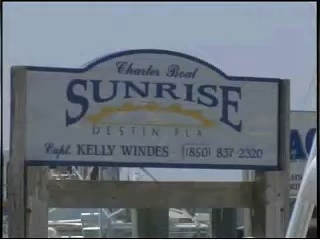 Charter Boat
SUNRISE
DESTIN FLA
Capt. KELLY WINDES (850) 837-2320